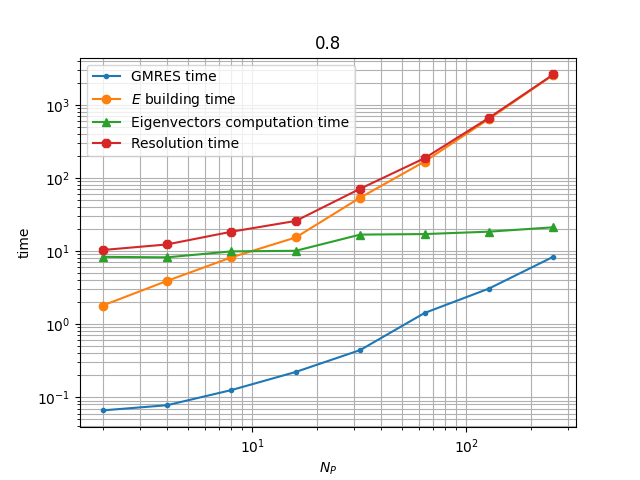 0.8
GMRES time
E building time
Eigenvectors computation time
Resolution time
time
10³
10²
10¹
10⁰
10⁻¹
10¹ 10²
N_P